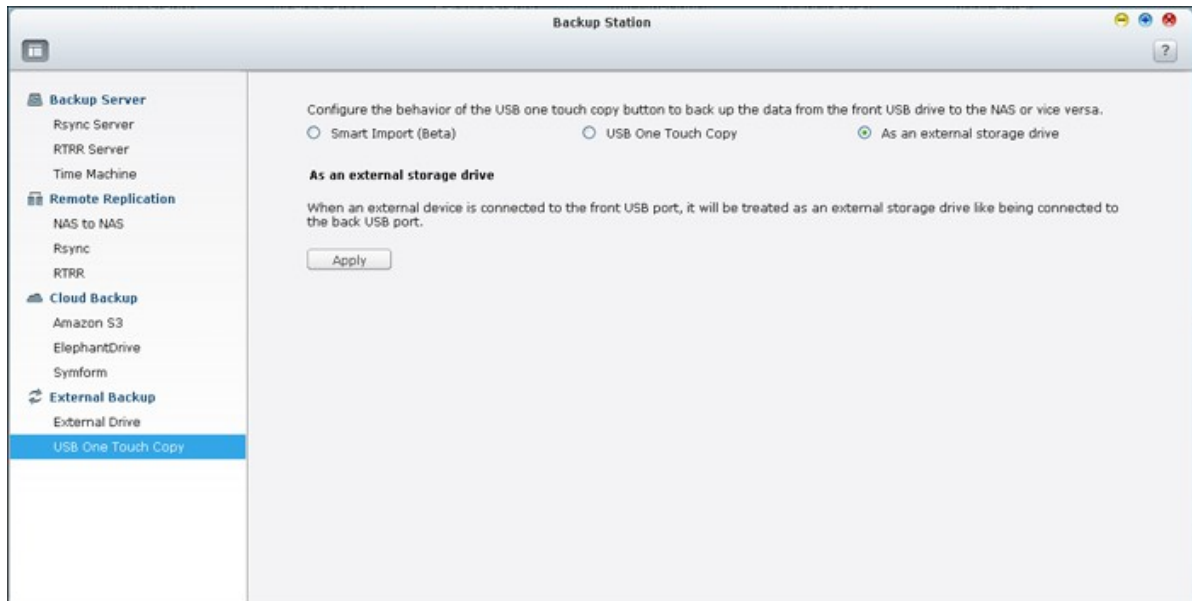 Backup Station
?
Backup Server
Rsync Server
RTRR Server
Time Machine
Remote Replication
NAS to NAS
Rsync
RTRR
Cloud Backup
Amazon S3
ElephantDrive
Symform
External Backup
External Drive
USB One Touch Copy
Configure the behavior of the USB one touch copy button to back up the data from the front USB drive to the NAS or vice versa.
Smart Import (Beta) USB One Touch Copy As an external storage drive
As an external storage drive
When an external device is connected to the front USB port, it will be treated as an external storage drive like being connected to
the back USB port.
Apply